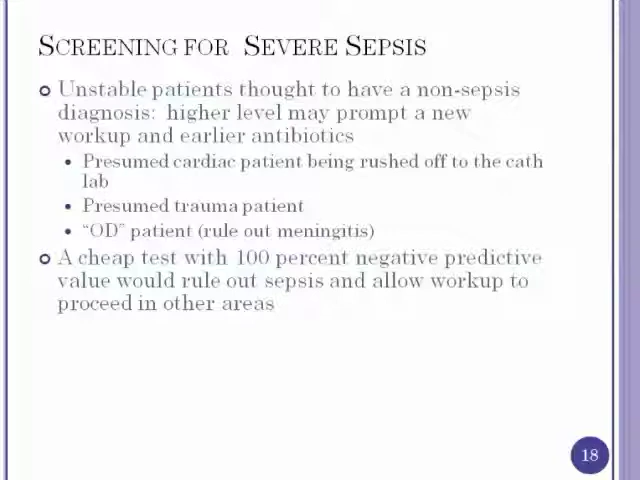 SCREENING FOR SEVERE SEPSIS
Unstable patients thought to have a non-sepsis
diagnosis: higher level may prompt a new
workup and earlier antibiotics
Presumed cardiac patient being rushed off to the cath
lab
Presumed trauma patient
“OD” patient (rule out meningitis)
A cheap test with 100 percent negative predictive
value would rule out sepsis and allow workup to
proceed in other areas
18